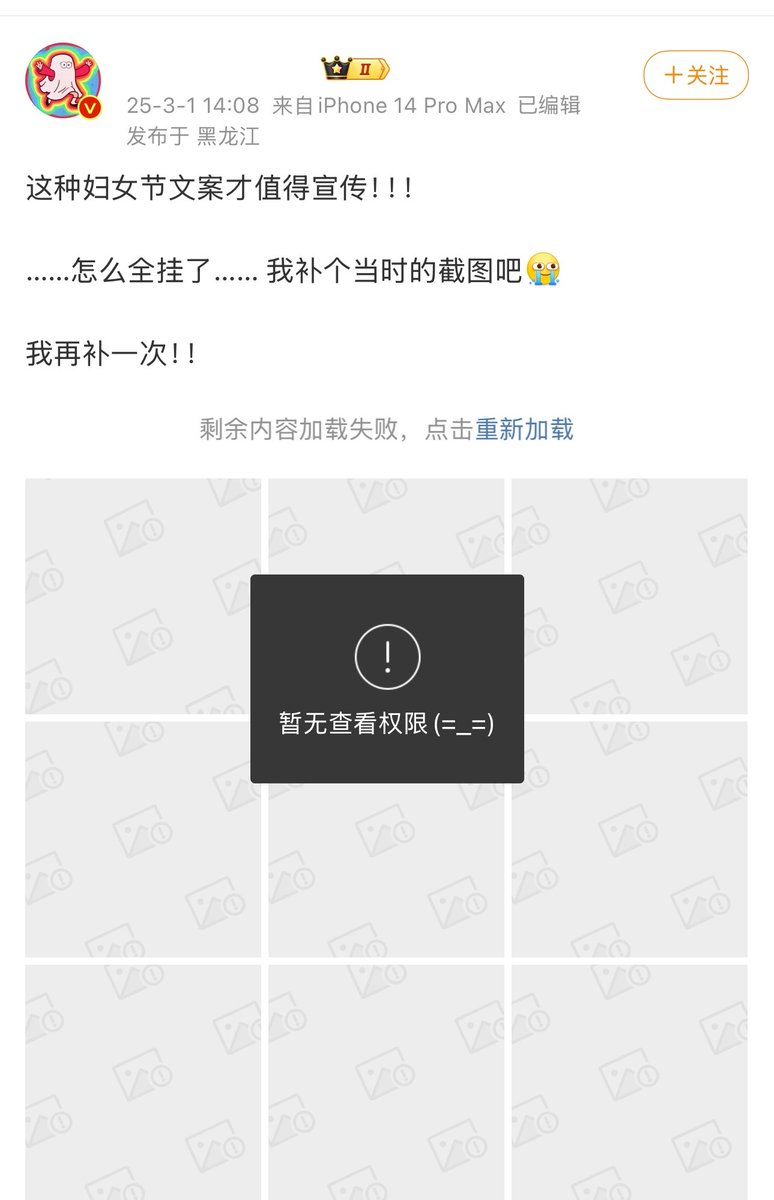 II
+关注
25-3-1 14:08 来自iPhone 14 Pro Max 已编辑
发布于 黑龙江
这种妇女节文案才值得宣传！！！
……怎么全挂了…… 我补个当时的截图吧😭
我再补一次！！
剩余内容加载失败，点击重新加载
暂无查看权限(=_=)